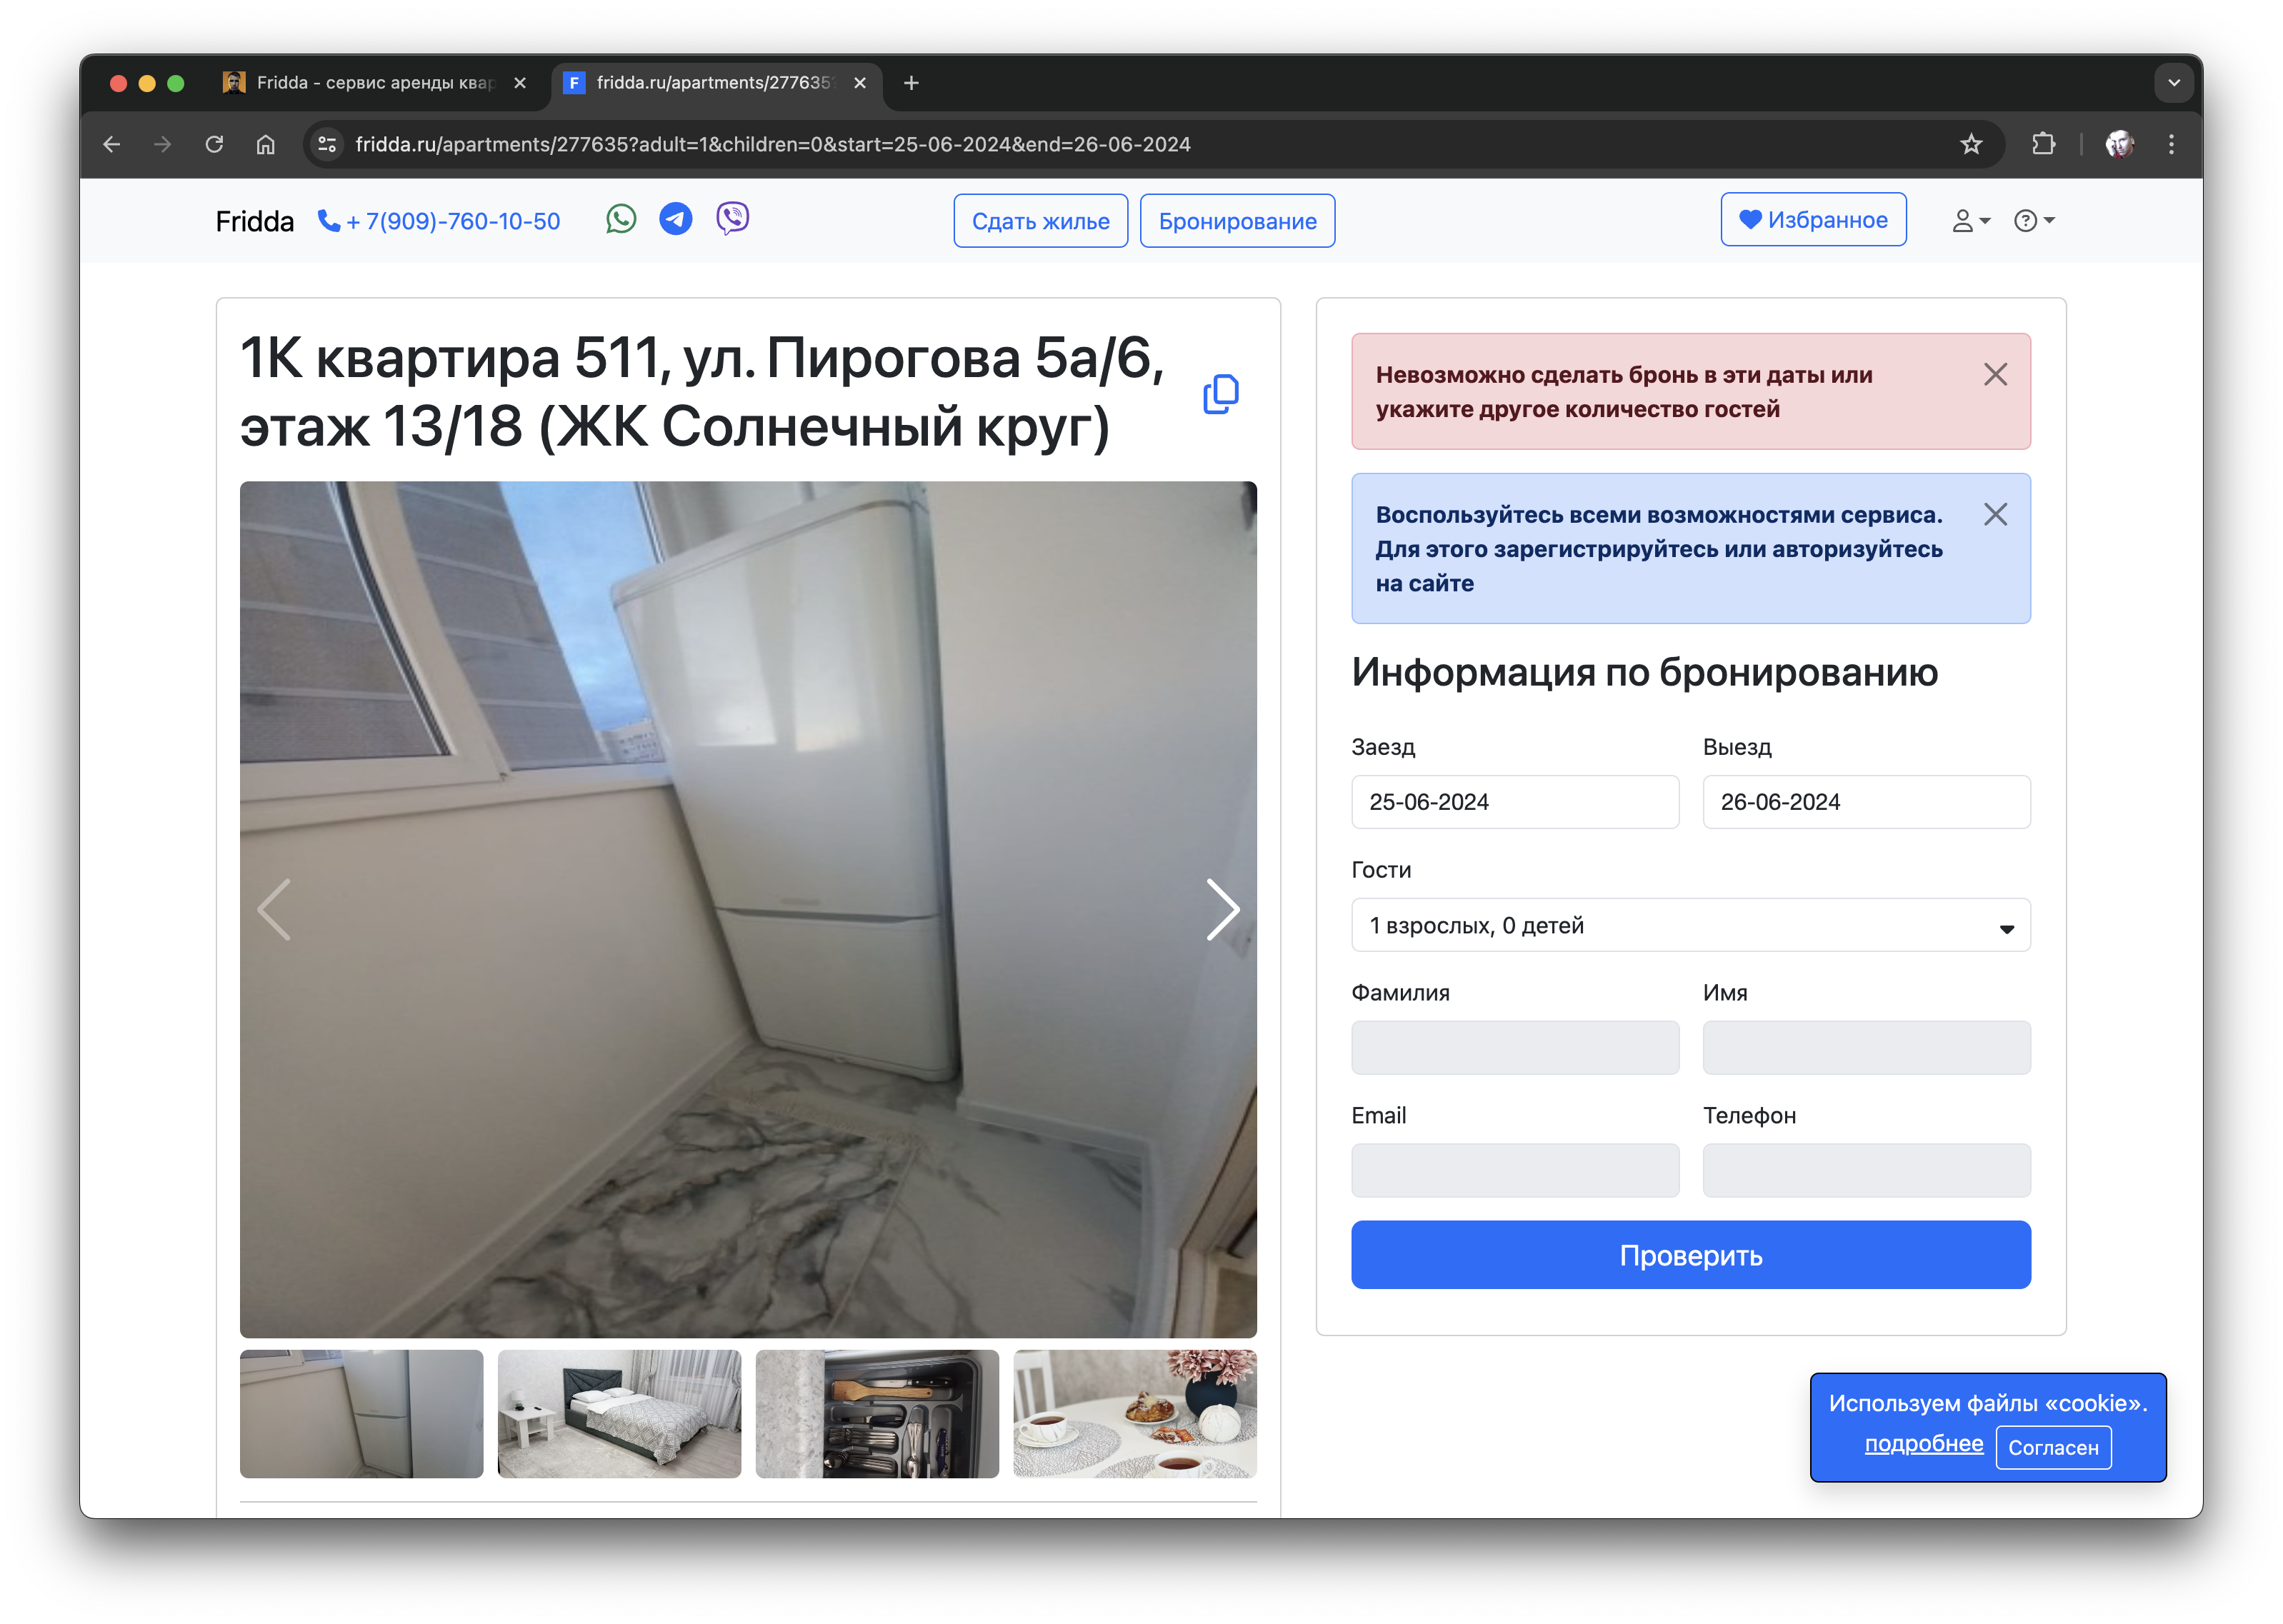 Fridda - сервис аренды квар
fridda.ru/apartments/277635
fridda.ru/apartments/277635?adult=1&children=0&start=25-06-2024&end=26-06-2024
Fridda
+ 7(909)-760-10-50
Сдать жилье
Бронирование
Избранное
1К квартира 511, ул. Пирогова 5а/6,
этаж 13/18 (ЖК Солнечный круг)
Невозможно сделать бронь в эти даты или
укажите другое количество гостей
Воспользуйтесь всеми возможностями сервиса.
Для этого зарегистрируйтесь или авторизуйтесь
на сайте
Информация по бронированию
Заезд
Выезд
25-06-2024
26-06-2024
Гости
1 взрослых, 0 детей
Фамилия
Имя
Email
Телефон
Проверить
Используем файлы «cookie».
подробнее
Согласен